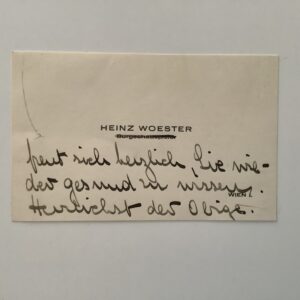 HEINZ WOESTER
Burgschauspieler
freut sich herzlich, Sie wie-
der gesund zu wissen.
WIEN I.
Herzlichst der Obige.